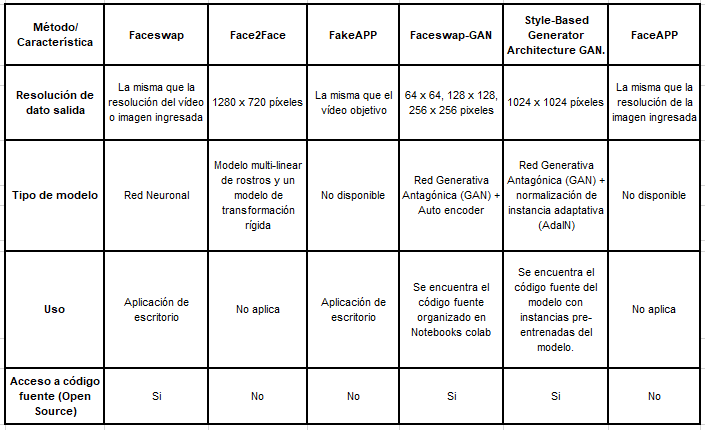 Método/
Característica
Faceswap
Face2Face
FakeAPP
Faceswap-GAN
Style-Based
Generator
Architecture GAN.
FaceAPP
Resolución de
dato salida
La misma que la
resolución del vídeo
o imagen ingresada
1280 x 720 píxeles
La misma que el
vídeo objetivo
64 x 64, 128 x 128,
256 x 256 pixeles
1024 x 1024 píxeles
La misma que la
resolución de la
imagen ingresada
Tipo de modelo
Red Neuronal
Modelo multi-linear
de rostros y un
modelo de
transformación
rígida
No disponible
Red Generativa
Antagónica (GAN) +
Auto encoder
Red Generativa
Antagónica (GAN) +
normalización de
instancia adaptativa
(AdaIN)
No disponible
Uso
Aplicación de
escritorio
No aplica
Aplicación de
escritorio
Se encuentra el
código fuente
organizado en
Notebooks colab
Se encuentra el
código fuente del
modelo con
instancias pre-
entrenadas del
modelo.
No aplica
Acceso a código
fuente (Open
Source)
Si
No
No
Si
Si
No